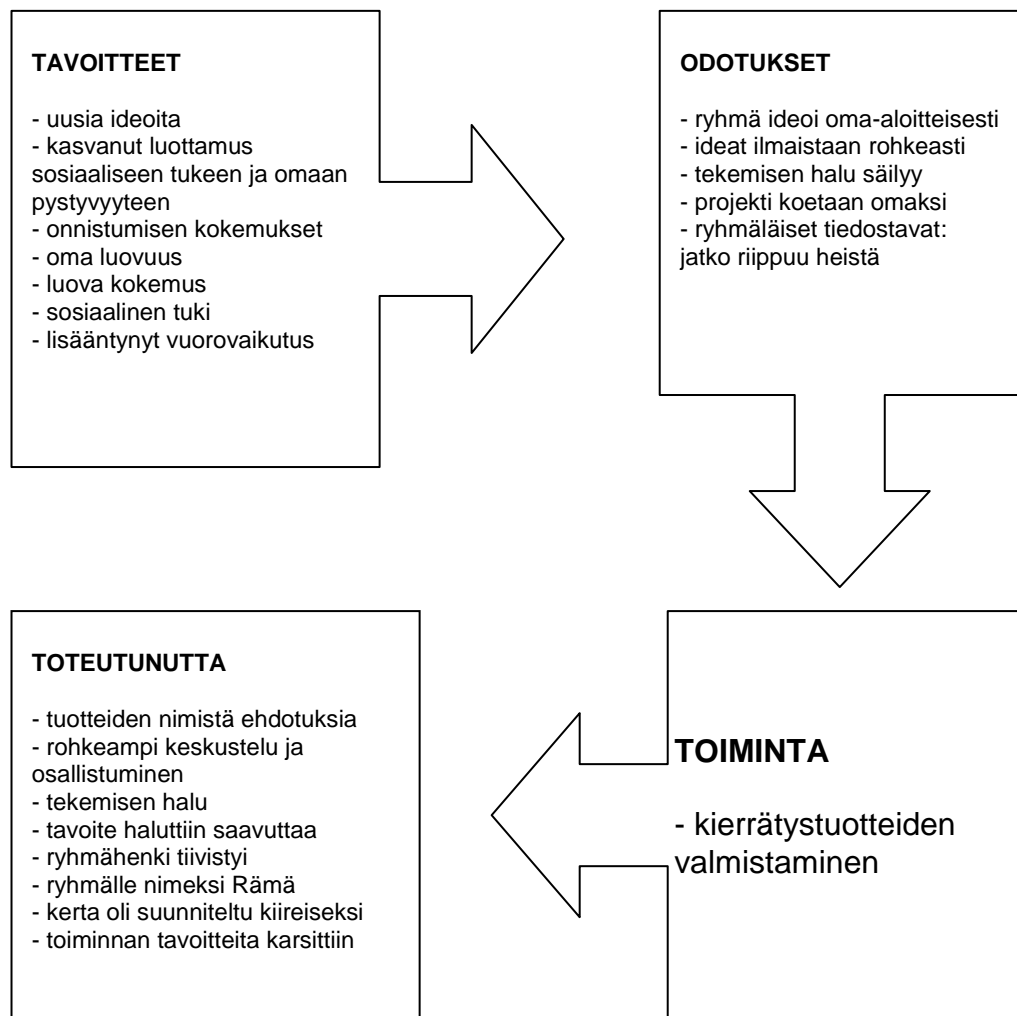 TAVOITTEET
- uusia ideoita
- kasvanut luottamus
sosiaaliseen tukeen ja omaan
pystyvyyteen
- onnistumisen kokemukset
- oma luovuus
- luova kokemus
- sosiaalinen tuki
- lisääntynyt vuorovaikutus
ODOTUKSET
- ryhmä ideoi oma-aloitteisesti
- ideat ilmaistaan rohkeasti
- tekemisen halu säilyy
- projekti koetaan omaksi
- ryhmäläiset tiedostavat:
jatko riippuu heistä
TOIMINTA
- kierrätystuotteiden
valmistaminen
TOTEUTUNUTTA
- tuotteiden nimistä ehdotuksia
- rohkeampi keskustelu ja
osallistuminen
- tekemisen halu
- tavoite haluttiin saavuttaa
- ryhmähenki tiivistyi
- ryhmälle nimeksi Rämä
- kerta oli suunniteltu kiireiseksi
- toiminnan tavoitteita karsittiin